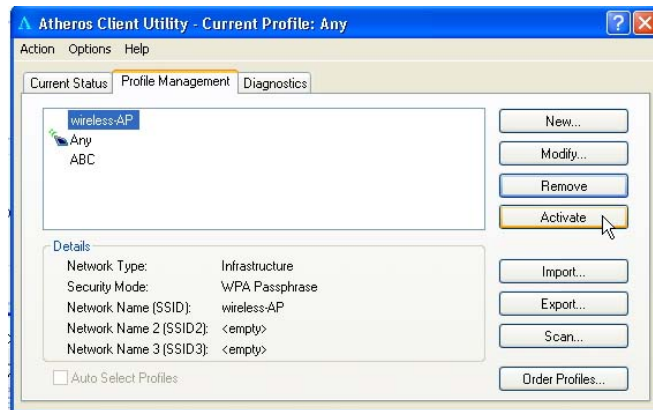 Atheros Client Utility - Current Profile: Any
Action Options Help
Current Status Profile Management Diagnostics
wireless-AP
Any
ABC
New...
Modify...
Remove
Activate
Details
Network Type: Infrastructure
Security Mode: WPA Passphrase
Network Name (SSID): wireless-AP
Network Name 2 (SSID2): <empty>
Network Name 3 (SSID3): <empty>
Import...
Export...
Scan...
Auto Select Profiles
Order Profiles...